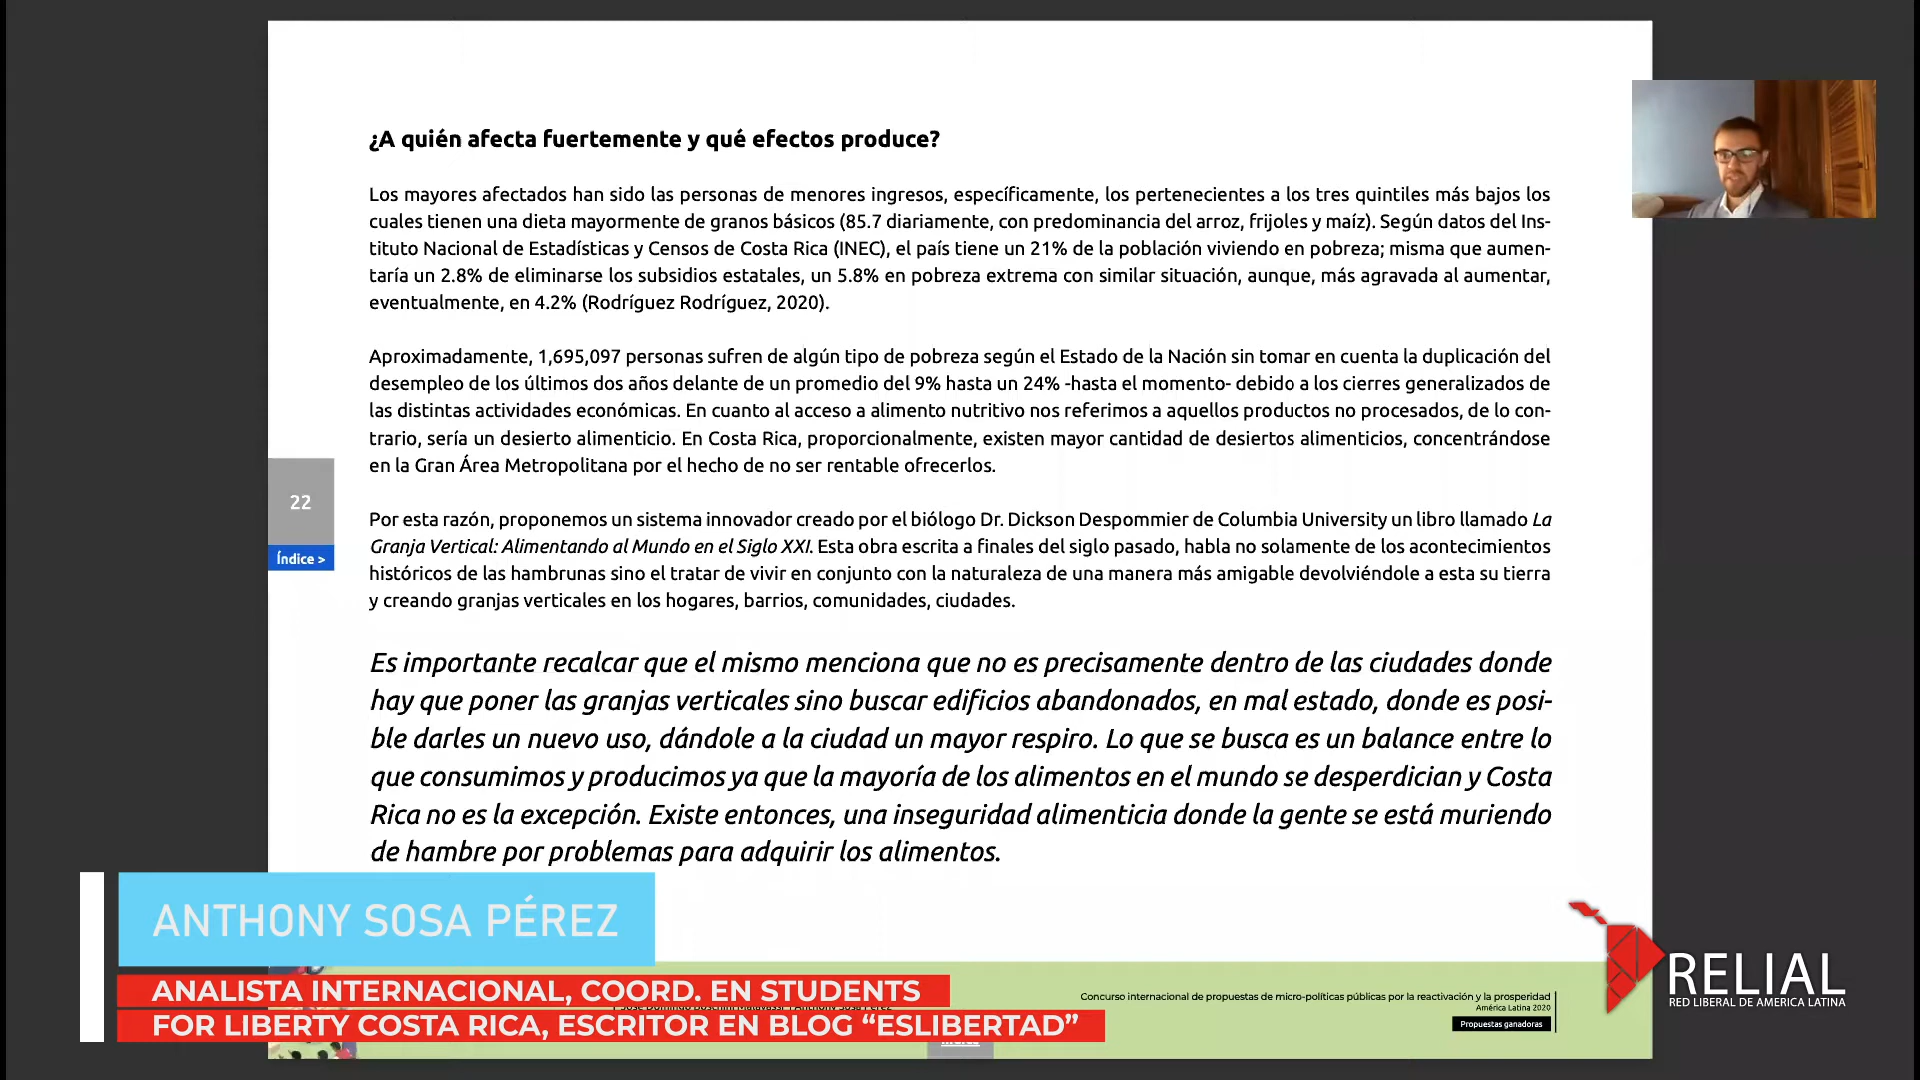 ¿A quién afecta fuertemente y qué efectos produce?
Los mayores afectados han sido las personas de menores ingresos, específicamente, los pertenecientes a los tres quintiles más bajos los
cuales tienen una dieta mayormente de granos básicos (85.7 diariamente, con predominancia del arroz, frijoles y maíz). Según datos del Ins-
tituto Nacional de Estadísticas y Censos de Costa Rica (INEC), el país tiene un 21% de la población viviendo en pobreza; misma que aumen-
taría un 2.8% de eliminarse los subsidios estatales, un 5.8% en pobreza extrema con similar situación, aunque, más agravada al aumentar,
eventualmente, en 4.2% (Rodríguez Rodríguez, 2020).
Aproximadamente, 1,695,097 personas sufren de algún tipo de pobreza según el Estado de la Nación sin tomar en cuenta la duplicación del
desempleo de los últimos dos años delante de un promedio del 9% hasta un 24% -hasta el momento- debido a los cierres generalizados de
las distintas actividades económicas. En cuanto al acceso a alimento nutritivo nos referimos a aquellos productos no procesados, de lo con-
trario, sería un desierto alimenticio. En Costa Rica, proporcionalmente, existen mayor cantidad de desiertos alimenticios, concentrándose
en la Gran Área Metropolitana por el hecho de no ser rentable ofrecerlos.
22
Índice >
Por esta razón, proponemos un sistema innovador creado por el biólogo Dr. Dickson Despommier de Columbia University un libro llamado La
Granja Vertical: Alimentando al Mundo en el Siglo XXI. Esta obra escrita a finales del siglo pasado, habla no solamente de los acontecimientos
históricos de las hambrunas sino el tratar de vivir en conjunto con la naturaleza de una manera más amigable devolviéndole a esta su tierra
y creando granjas verticales en los hogares, barrios, comunidades, ciudades.
Es importante recalcar que el mismo menciona que no es precisamente dentro de las ciudades donde
hay que poner las granjas verticales sino buscar edificios abandonados, en mal estado, donde es posi-
ble darles un nuevo uso, dándole a la ciudad un mayor respiro. Lo que se busca es un balance entre lo
que consumimos y producimos ya que la mayoría de los alimentos en el mundo se desperdician y Costa
Rica no es la excepción. Existe entonces, una inseguridad alimenticia donde la gente se está muriendo
de hambre por problemas para adquirir los alimentos.
ANTHONY SOSA PÉREZ
ANALISTA INTERNACIONAL, COORD. EN STUDENTS
FOR LIBERTY COSTA RICA, ESCRITOR EN BLOG “ESLIBERTAD”
Concurso internacional de propuestas de micro-políticas públicas por la reactivación y la prosperidad
América Latina 2020
Propuestas ganadoras
RELIAL
RED LIBERAL DE AMERICA LATINA